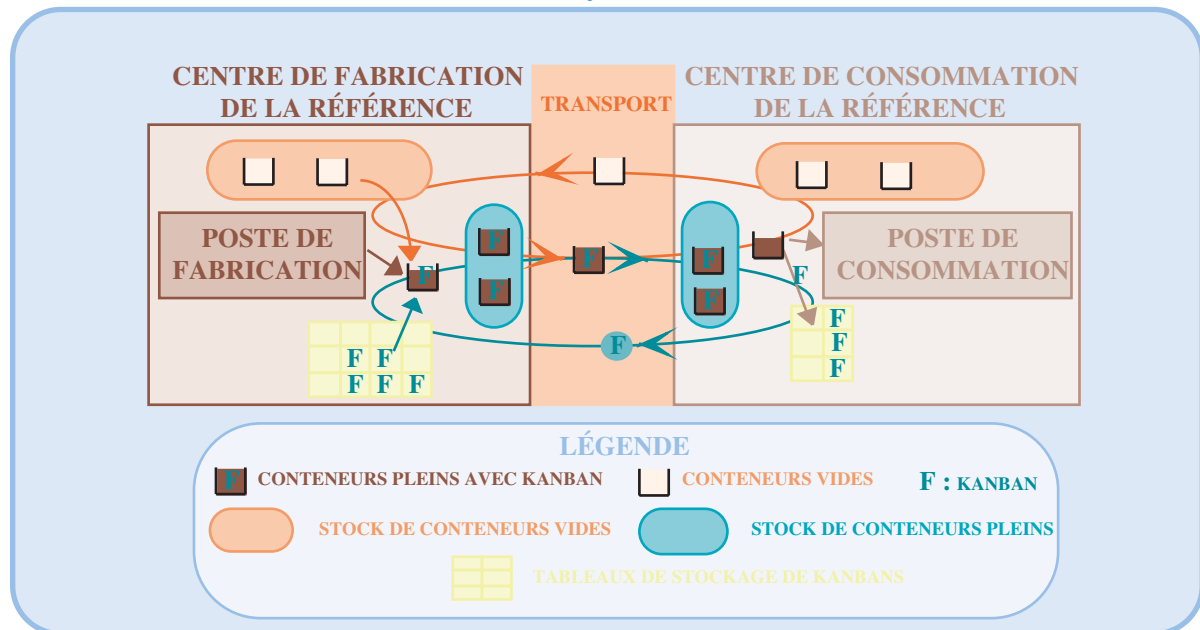 CENTRE DE FABRICATION
DE LA RÉFÉRENCE
TRANSPORT
CENTRE DE CONSOMMATION
DE LA RÉFÉRENCE
POSTE DE
FABRICATION
F
F
F
F
F
F
F
POSTE DE
CONSOMMATION
F
F F
F F F
F
F
F
F
LÉGENDE
F CONTENEURS PLEINS AVEC KANBAN
CONTENEURS VIDES
F : KANBAN
STOCK DE CONTENEURS VIDES
STOCK DE CONTENEURS PLEINS
TABLEAUX DE STOCKAGE DE KANBANS